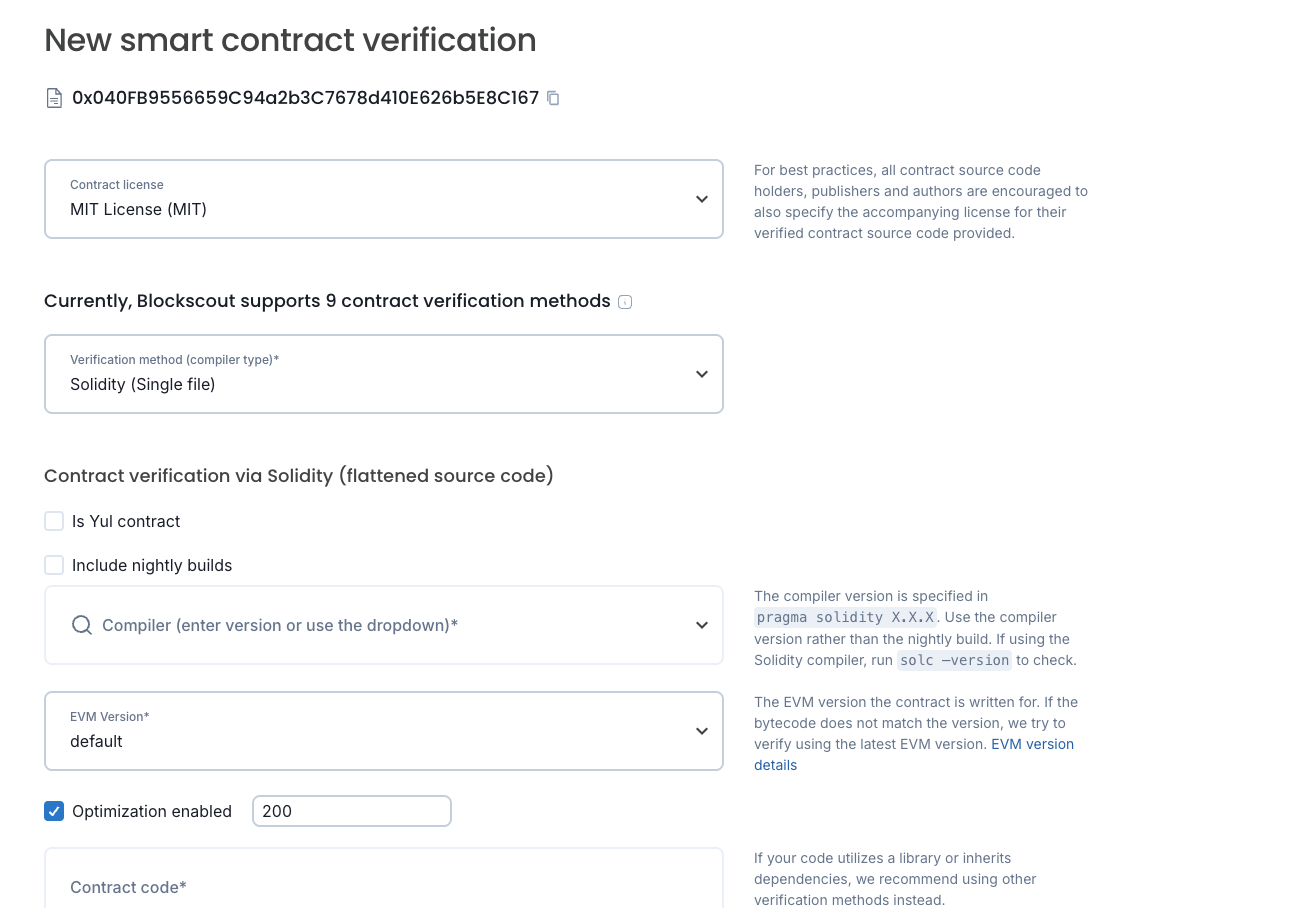 New smart contract verification
0x040FB9556659C94a2b3C7678d410E626b5E8C167
Contract license
MIT License (MIT)
For best practices, all contract source code
holders, publishers and authors are encouraged to
also specify the accompanying license for their
verified contract source code provided.
Currently, Blockscout supports 9 contract verification methods
Verification method (compiler type)*
Solidity (Single file)
Contract verification via Solidity (flattened source code)
Is Yul contract
Include nightly builds
Compiler (enter version or use the dropdown)*
The compiler version is specified in
pragma solidity X.X.X. Use the compiler
version rather than the nightly build. If using the
Solidity compiler, run solc —version to check.
EVM Version*
default
The EVM version the contract is written for. If the
bytecode does not match the version, we try to
verify using the latest EVM version. EVM version
details
Optimization enabled 200
Contract code*
If your code utilizes a library or inherits
dependencies, we recommend using other
verification methods instead.